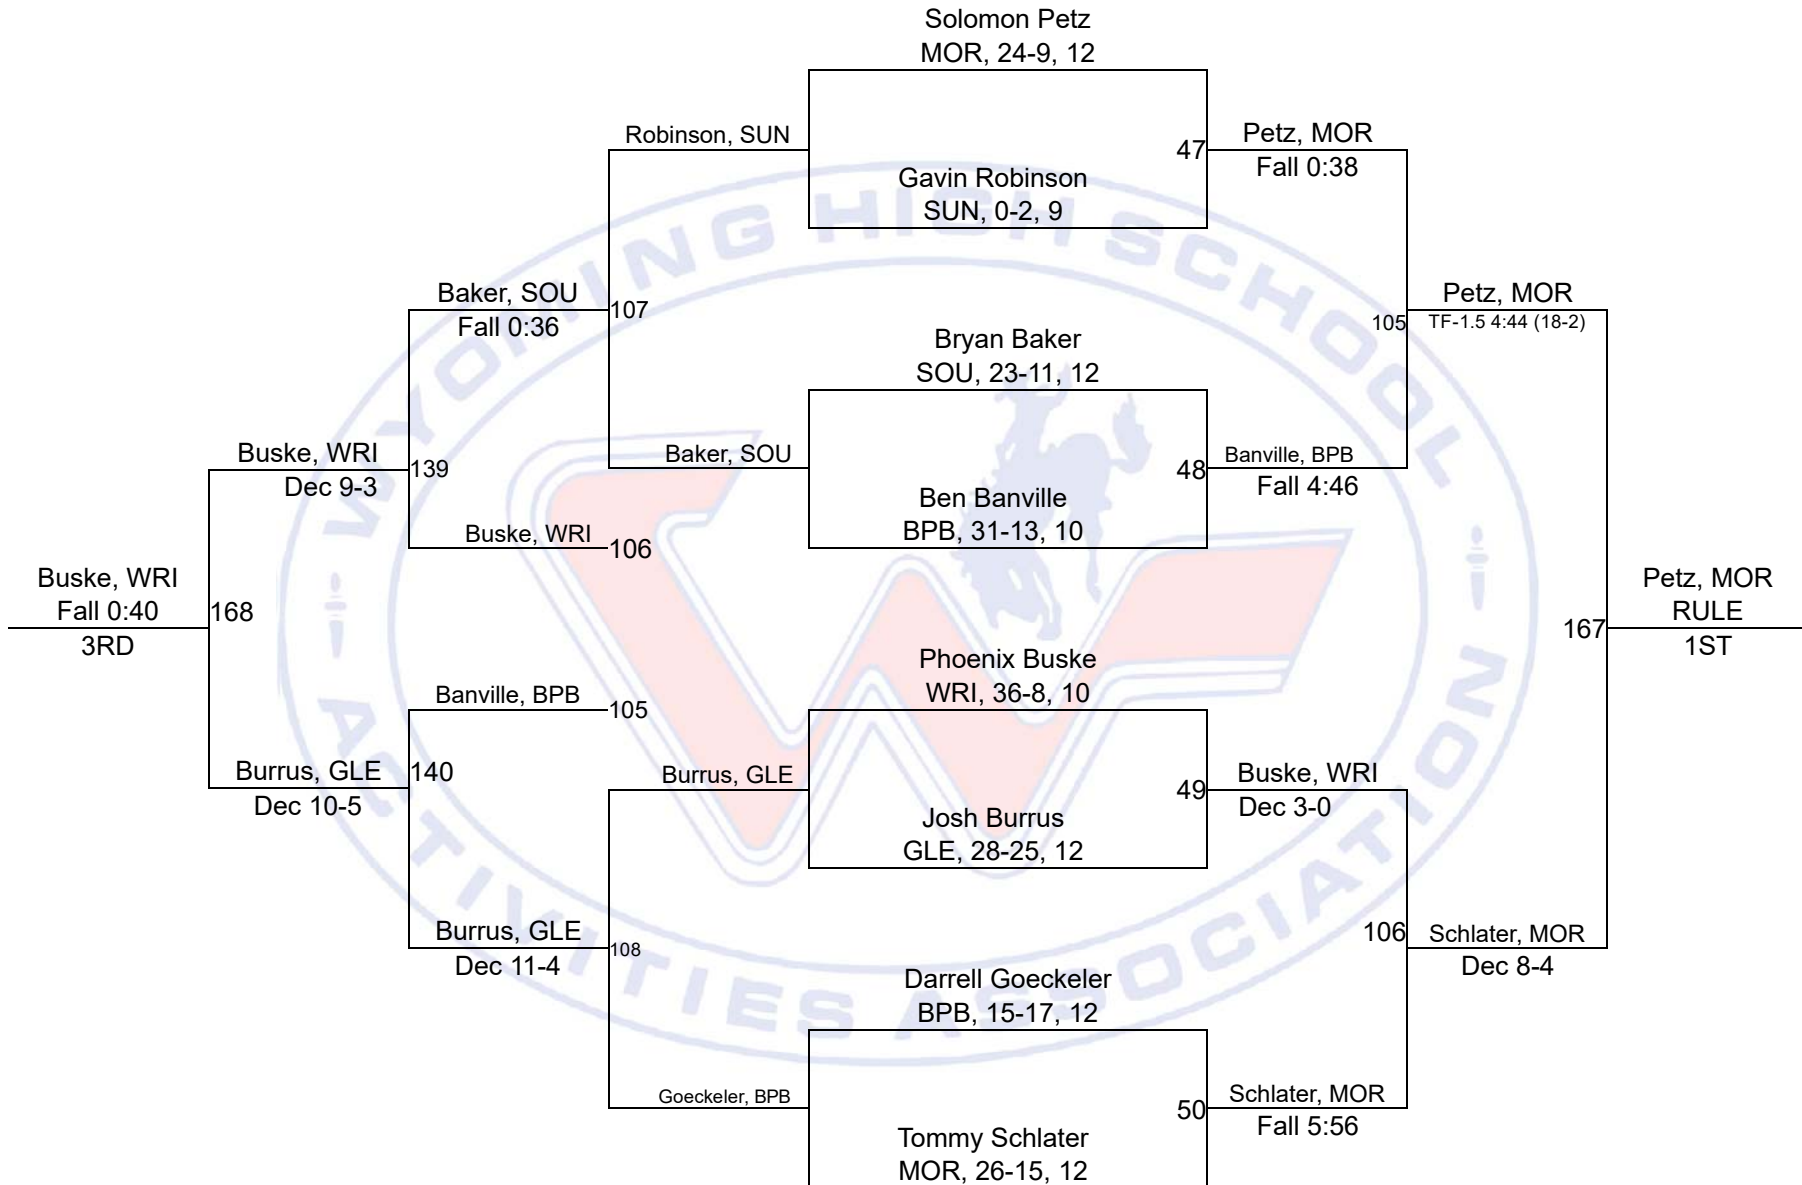 Solomon Petz
MOR, 24-9, 12
Robinson, SUN
47
Petz, MOR
Fall 0:38
Gavin Robinson
SUN, 0-2, 9
Baker, SOU
Fall 0:36
107
Petz, MOR
105
TF-1.5 4:44 (18-2)
Bryan Baker
SOU, 23-11, 12
Buske, WRI
Dec 9-3
139
Baker, SOU
48
Banville, BPB
Fall 4:46
Ben Banville
BPB, 31-13, 10
Buske, WRI
106
Buske, WRI
Fall 0:40
3RD
168
167
Petz, MOR
RULE
1ST
Phoenix Buske
WRI, 36-8, 10
Banville, BPB
105
Burrus, GLE
Dec 10-5
140
Burrus, GLE
49
Buske, WRI
Dec 3-0
Josh Burrus
GLE, 28-25, 12
Burrus, GLE
Dec 11-4
108
106
Schlater, MOR
Dec 8-4
Darrell Goeckeler
BPB, 15-17, 12
Goeckeler, BPB
50
Schlater, MOR
Fall 5:56
Tommy Schlater
MOR, 26-15, 12
WYOMING HIGH SCHOOL
ACTIVITIES ASSOCIATION